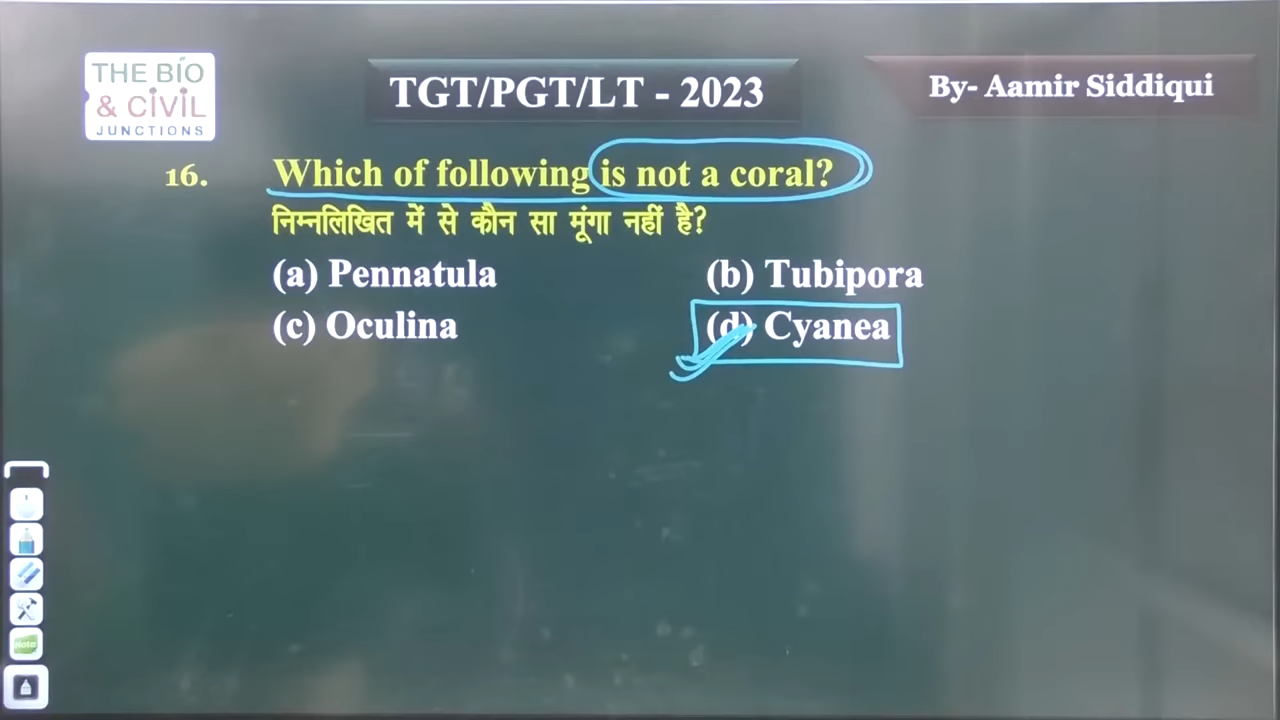 THE BIO
& CIVIL
JUNCTIONS
TGT/PGT/LT - 2023
By- Aamir Siddiqui
16. Which of following is not a coral?
निम्नलिखित में से कौन सा मूंगा नहीं है?
(a) Pennatula (b) Tubipora
(c) Oculina (d) Cyanea
Note